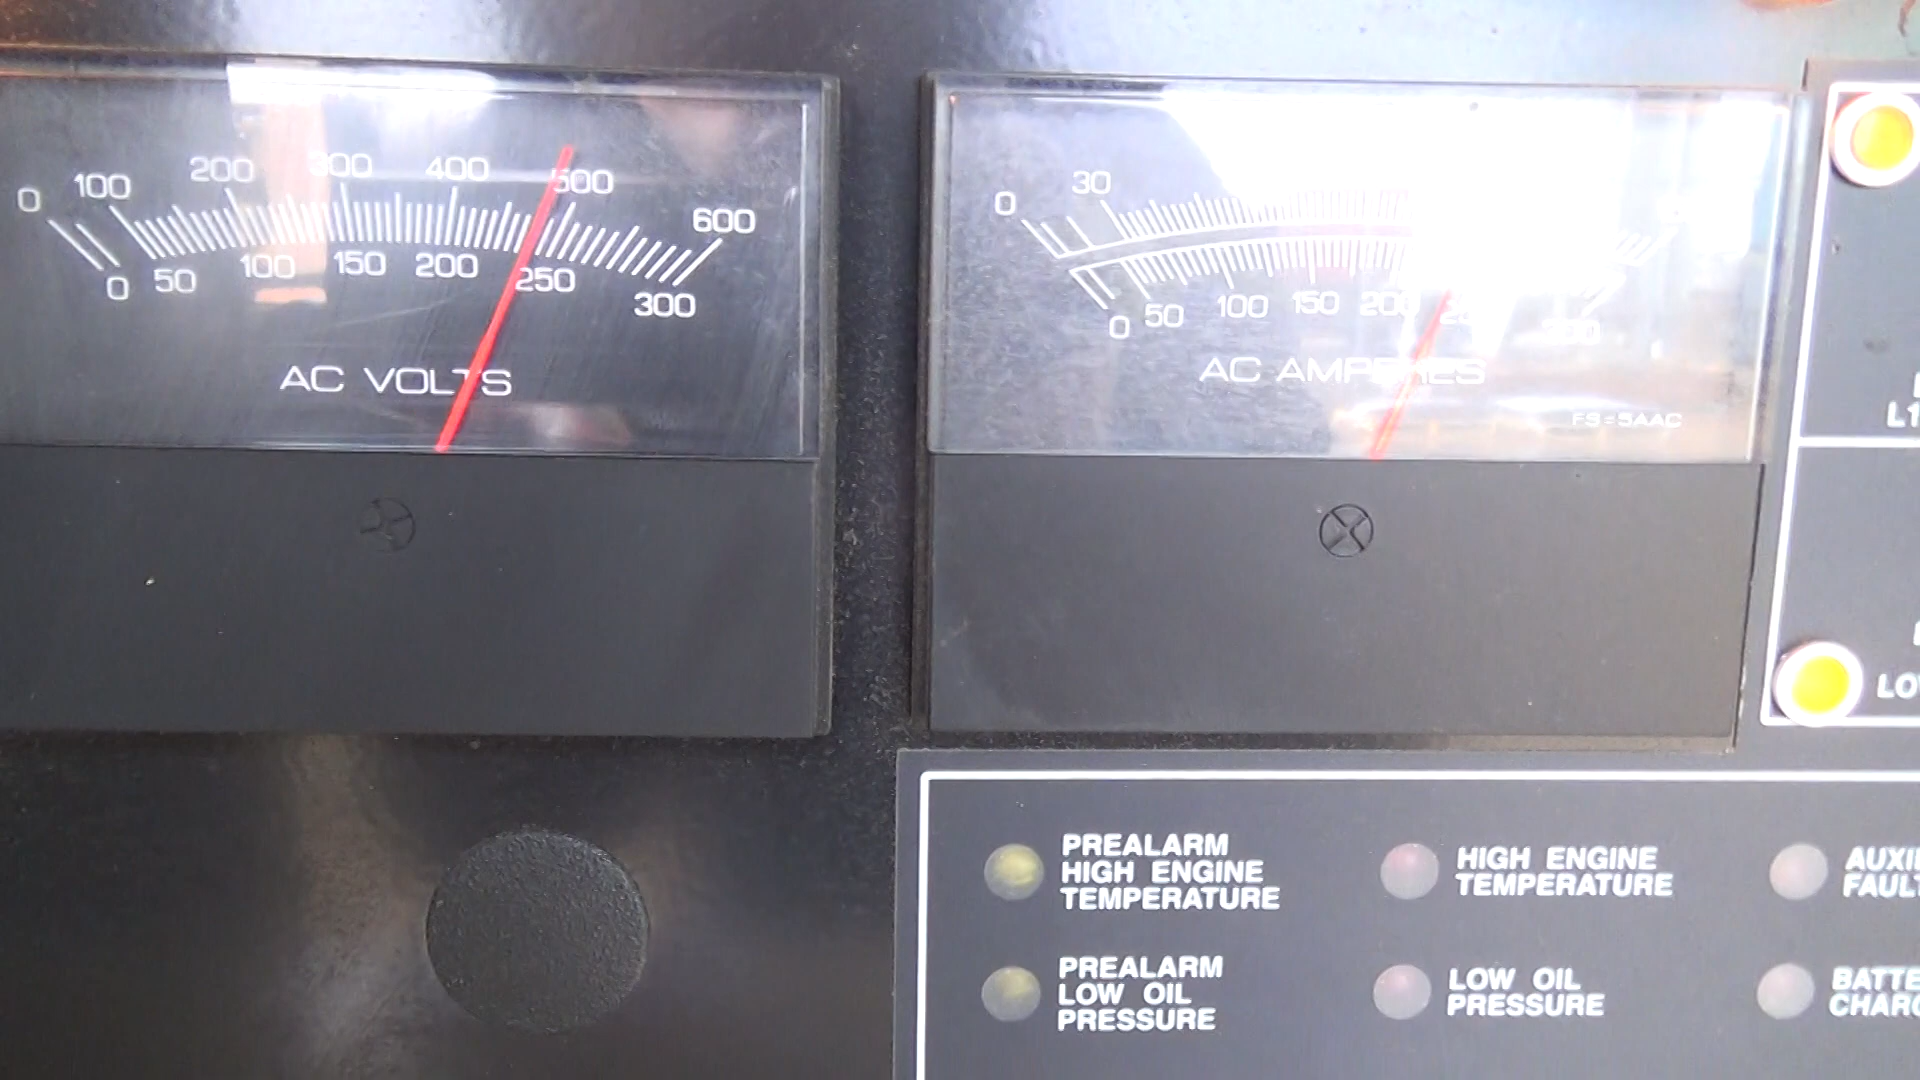 0 100 200 300 400 500 600
0 50 100 150 200 250 300
AC VOLTS
0 30
0 50 100 150 200
AC AMPERES
FS=5AAC
PREALARM
HIGH ENGINE
TEMPERATURE
HIGH ENGINE
TEMPERATURE
PREALARM
LOW OIL
PRESSURE
LOW OIL
PRESSURE